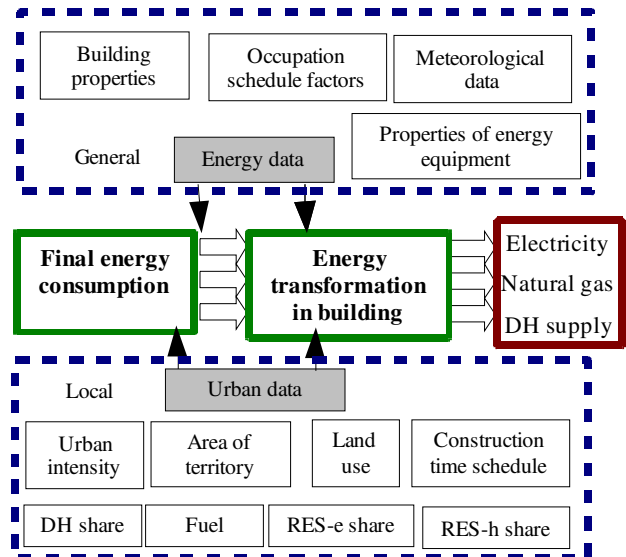 Building
properties
Occupation
schedule factors
Meteorological
data
General
Energy data
Properties of energy
equipment
Final energy
consumption
Energy
transformation
in building
Electricity
Natural gas
DH supply
Local
Urban data
Urban
intensity
Area of
territory
Land
use
Construction
time schedule
DH share
Fuel
RES-e share
RES-h share